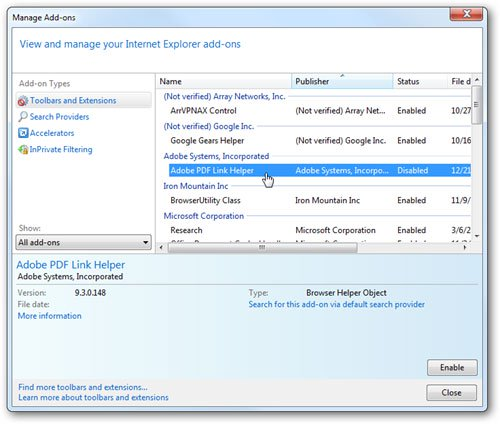 Manage Add-ons
View and manage your Internet Explorer add-ons
Add-on Types
Toolbars and Extensions
Search Providers
Accelerators
InPrivate Filtering
Show:
All add-ons
Name Publisher Status File d
(Not verified) Array Networks, Inc.
ArrVPNAX Control (Not verified) Array Net... Enabled 10/27
(Not verified) Google Inc.
Google Gears Helper (Not verified) Google Inc. Enabled 10/16
Adobe Systems, Incorporated
Adobe PDF Link Helper Adobe Systems, Incorpo... Disabled 12/21
Iron Mountain Inc
BrowserUtility Class Iron Mountain Inc Enabled 11/9/
Microsoft Corporation
Research Microsoft Corporation Enabled 3/6/2
Adobe PDF Link Helper
Adobe Systems, Incorporated
Version: 9.3.0.148 Type: Browser Helper Object
File date: Search for this add-on via default search provider
More information
Enable
Find more toolbars and extensions...
Learn more about toolbars and extensions
Close